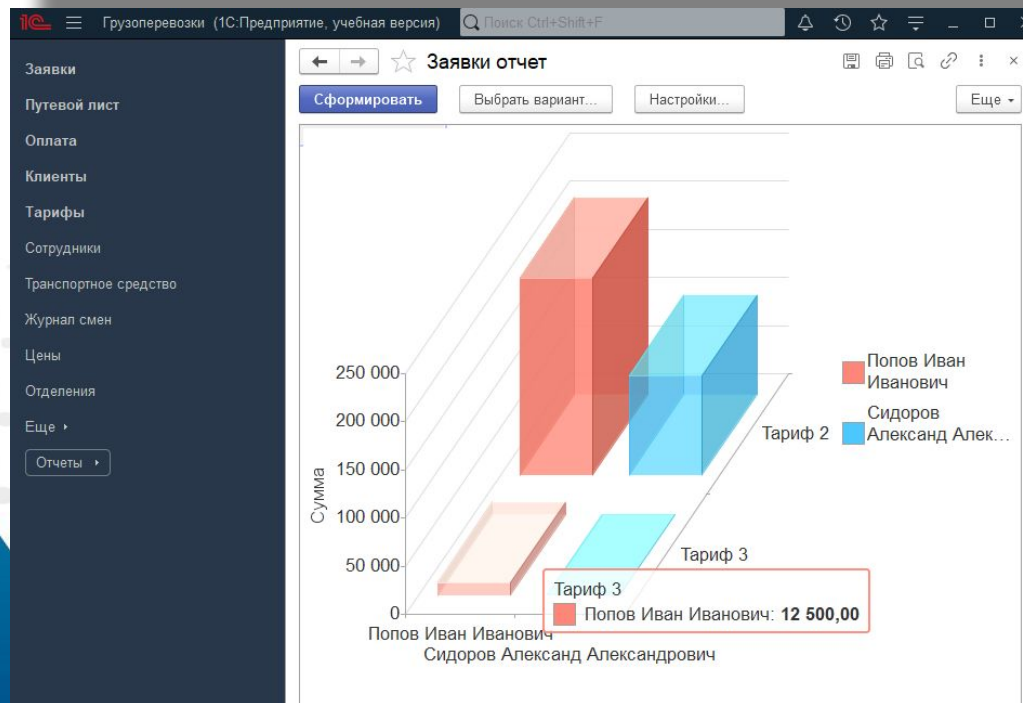 1С Грузоперевозки (1С:Предприятие, учебная версия) Поиск Ctrl+Shift+F
Заявки
Путевой лист
Оплата
Клиенты
Тарифы
Сотрудники
Транспортное средство
Журнал смен
Цены
Отделения
Еще
Отчеты
Заявки отчет
Сформировать Выбрать вариант... Настройки... Еще
250 000
200 000
150 000
100 000
50 000
0
Сумма
Попов Иван Иванович
Сидоров Александ Александрович
Тариф 2
Тариф 3
Попов Иван
Иванович
Сидоров
Александ Алек...
Тариф 3
Попов Иван Иванович: 12 500,00